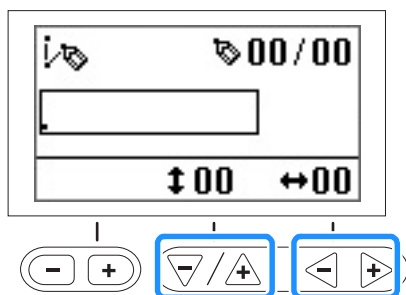 00/00
↕00 ↔00
- + -/+ - +